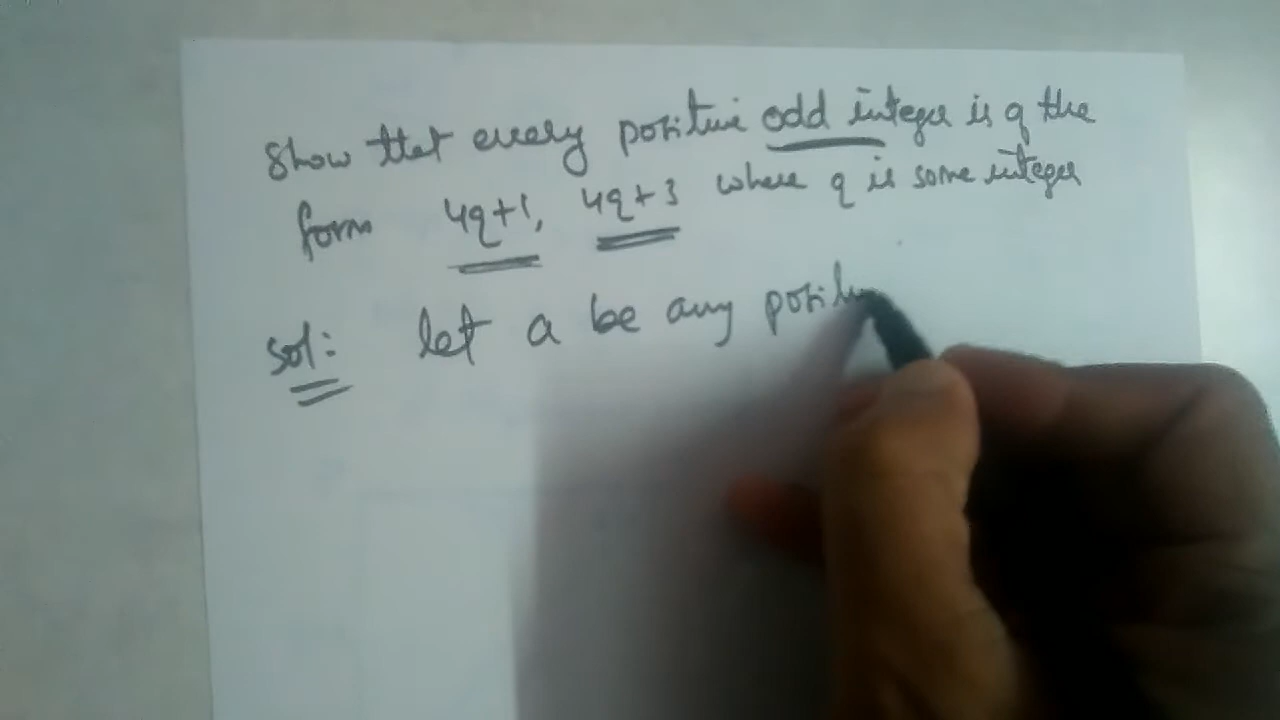 Show that every positive odd integer is of the
form 4q+1, 4q+3 where q is some integer
Sol: let a be any positiv